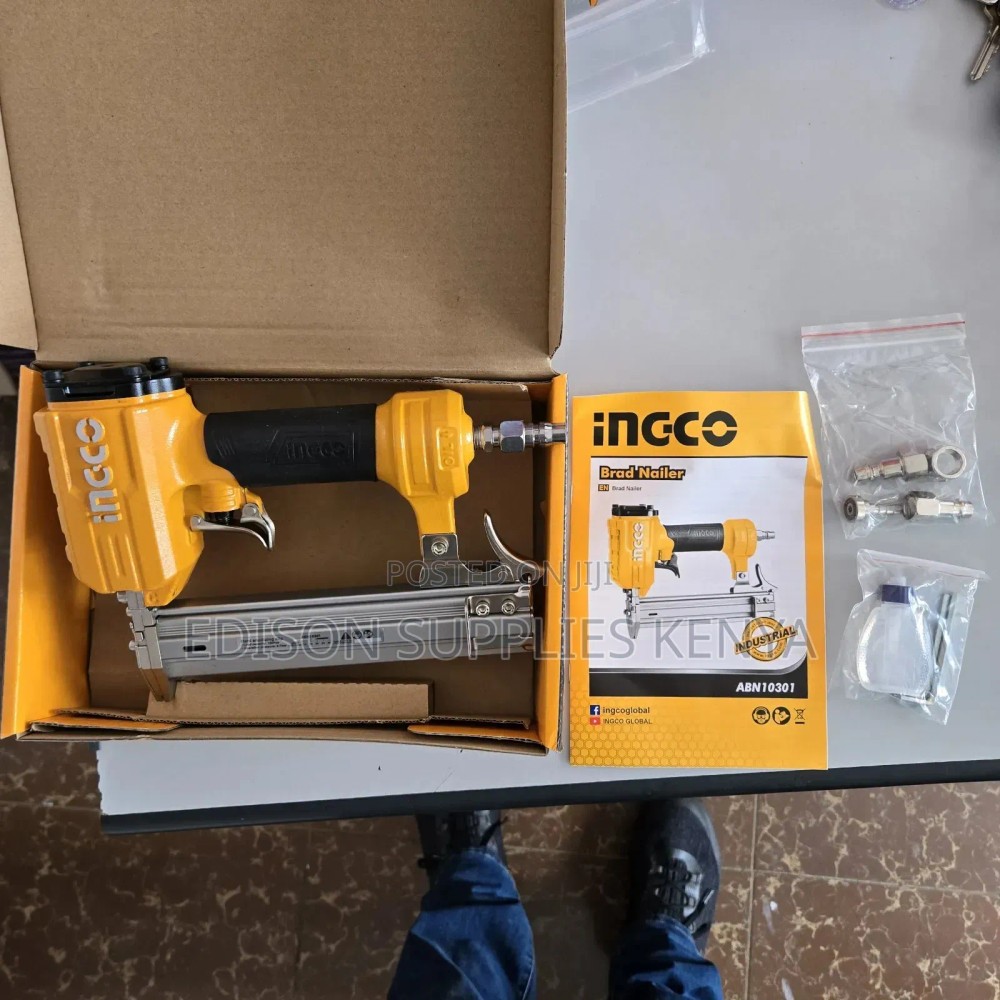 INGCO
INGCO
OIL
INGCO
INGCO
Brad Nailer
EN Brad Nailer
INGCO
INDUSTRIAL
ABN10301
ingcoglobal
INGCO GLOBAL
POSTED ON JIJI
EDISON SUPPLIES KENYA